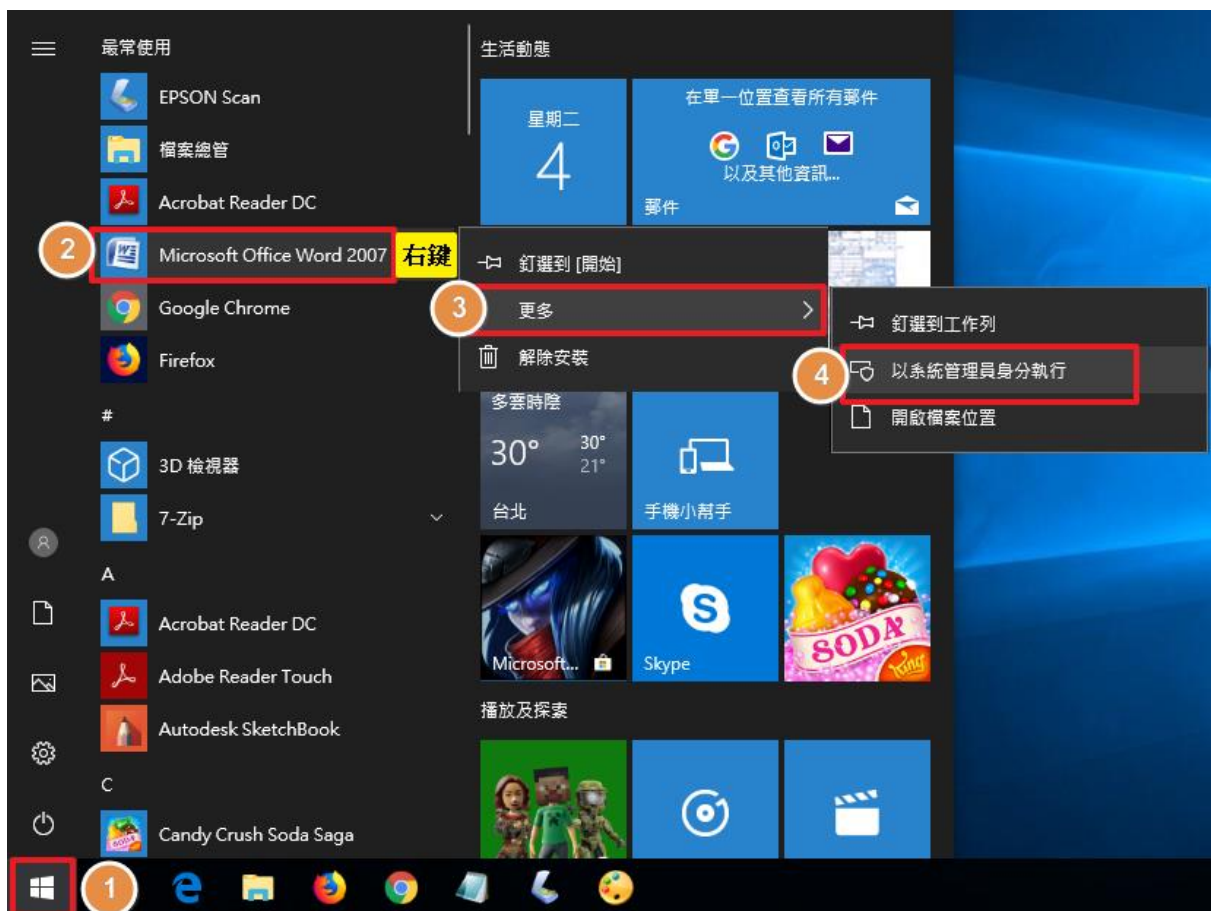 最常使用
EPSON Scan
檔案總管
Acrobat Reader DC
2
Microsoft Office Word 2007
右鍵
Google Chrome
Firefox
#
3D 檢視器
7-Zip
A
Acrobat Reader DC
Adobe Reader Touch
Autodesk SketchBook
C
Candy Crush Soda Saga
生活動態
星期二
4
在單一位置查看所有郵件
以及其他資訊...
郵件
釘選到 [開始]
3
更多
解除安裝
釘選到工作列
4
以系統管理員身分執行
開啟檔案位置
多雲時陰
30° 30°
21°
台北
手機小幫手
Microsoft...
Skype
SODA
King
播放及探索
1